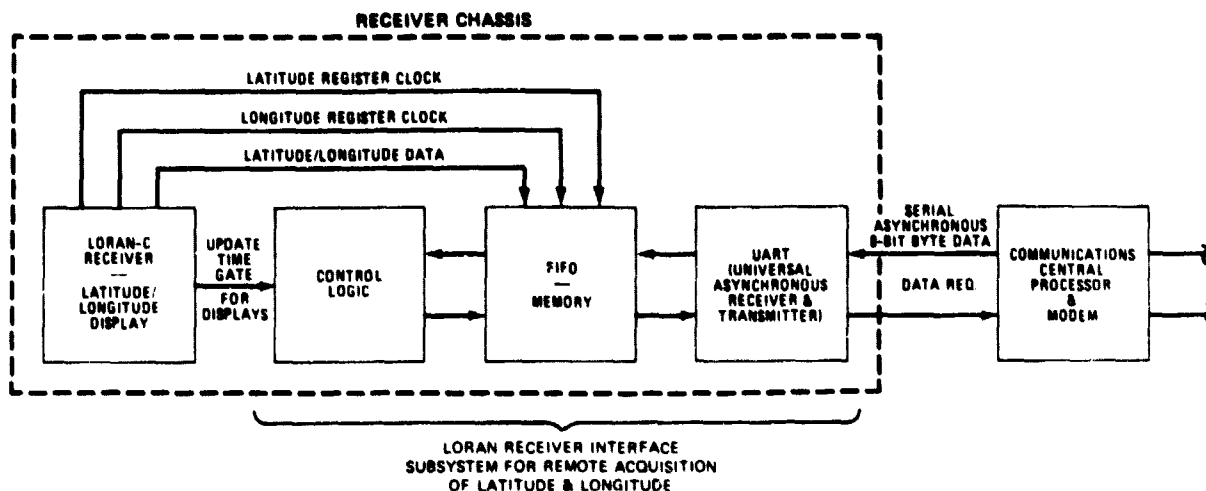 RECEIVER CHASSIS
LATITUDE REGISTER CLOCK
LONGITUDE REGISTER CLOCK
LATITUDE/LONGITUDE DATA
LORAN-C
RECEIVER
—
LATITUDE/
LONGITUDE
DISPLAY
UPDATE
TIME
GATE
FOR
DISPLAYS
CONTROL
LOGIC
FIFO
—
MEMORY
UART
(UNIVERSAL
ASYNCHRONOUS
RECEIVER &
TRANSMITTER)
SERIAL
ASYNCHRONOUS
8-BIT BYTE DATA
DATA REQ.
COMMUNICATIONS
CENTRAL
PROCESSOR
&
MODEM
LORAN RECEIVER INTERFACE
SUBSYSTEM FOR REMOTE ACQUISITION
OF LATITUDE & LONGITUDE